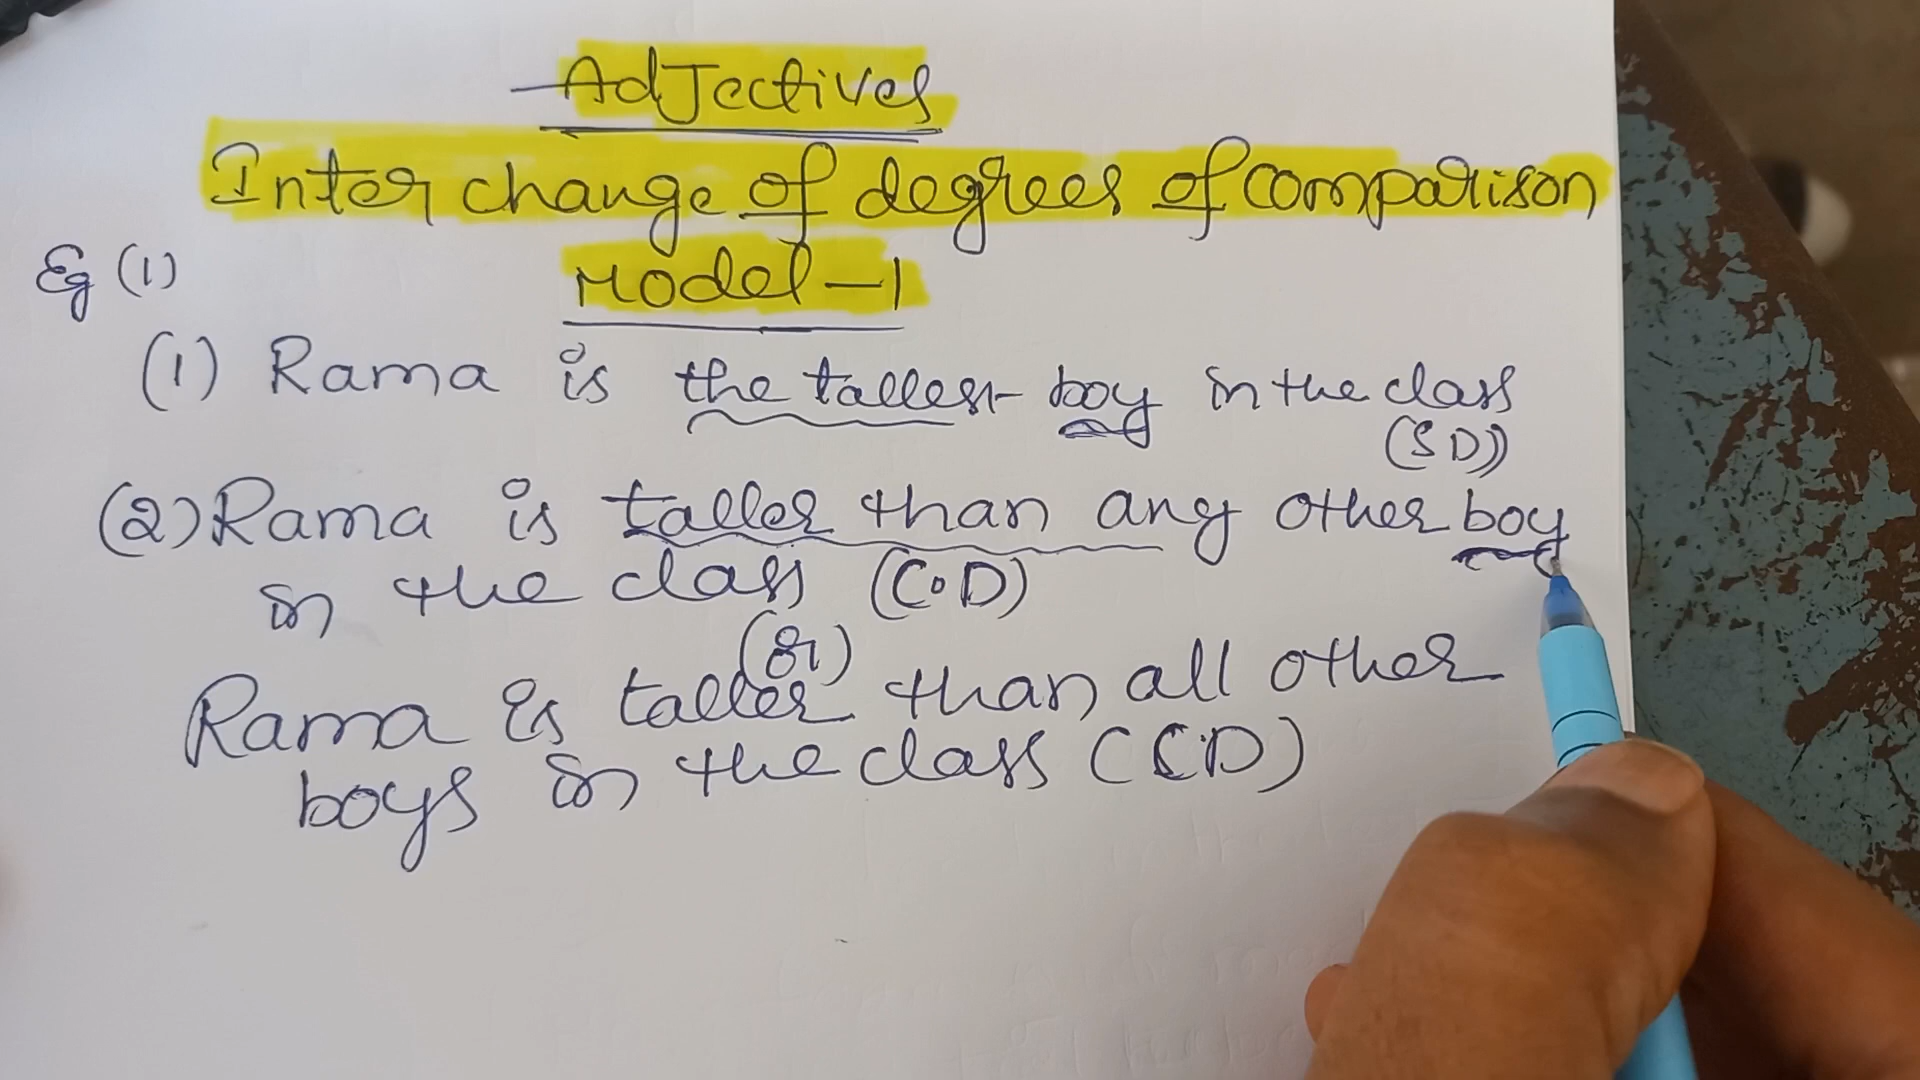 AdJectives
Inter change of degrees of comparison
Model-1
Eg (1)
(1) Rama is the tallest boy in the class
(SD)
(2) Rama is taller than any other boy
in the class (C.D)
(or)
Rama is taller than all other
boys in the class (CD)